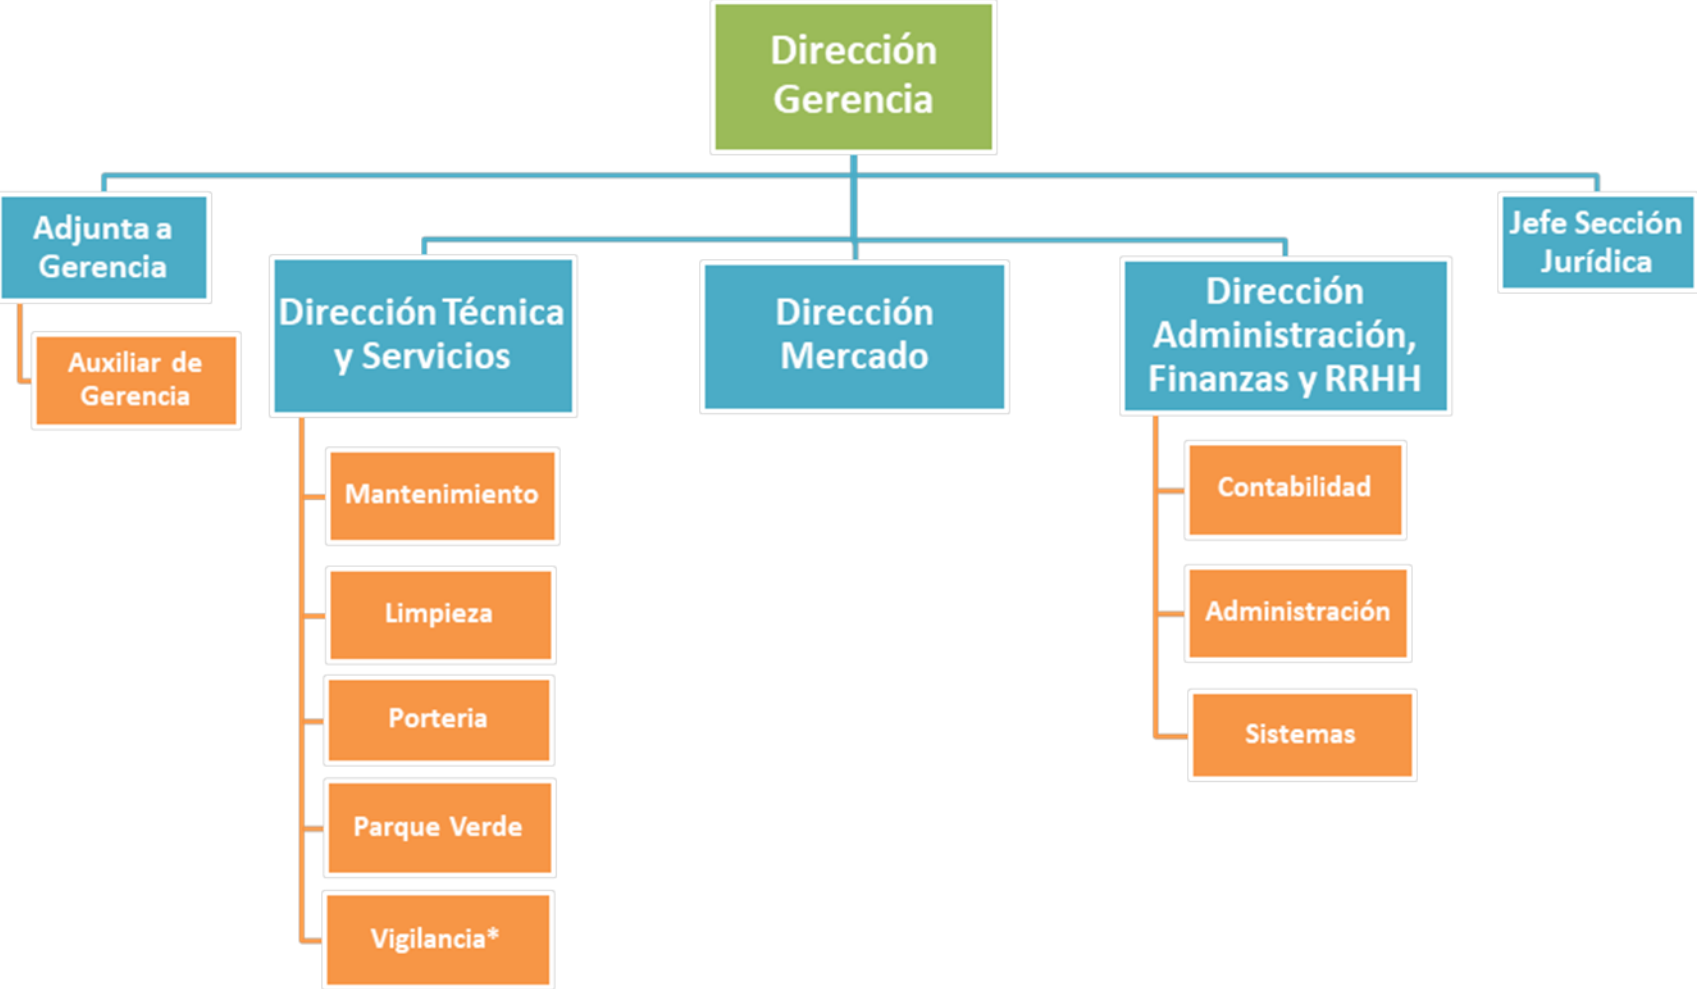 Dirección
Gerencia
Adjunta a
Gerencia
Auxiliar de
Gerencia
Dirección Técnica
y Servicios
Mantenimiento
Limpieza
Porteria
Parque Verde
Vigilancia*
Dirección
Mercado
Dirección
Administración,
Finanzas y RRHH
Contabilidad
Administración
Sistemas
Jefe Sección
Jurídica